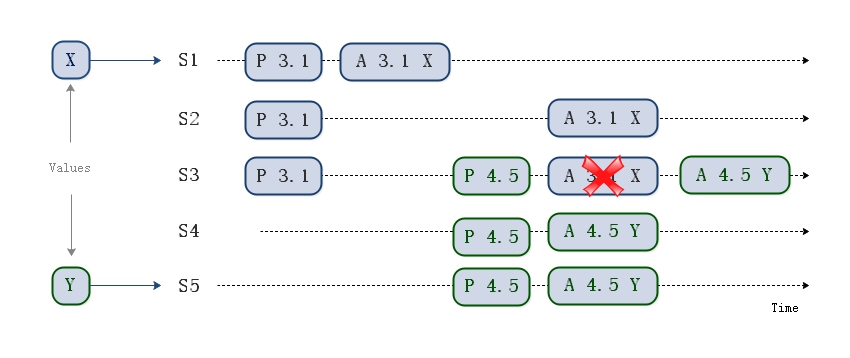 X S1 P 3.1 A 3.1 X
S2 P 3.1 A 3.1 X
Values
S3 P 3.1 P 4.5 A 3.1 X A 4.5 Y
S4 P 4.5 A 4.5 Y
Y S5 P 4.5 A 4.5 Y
Time